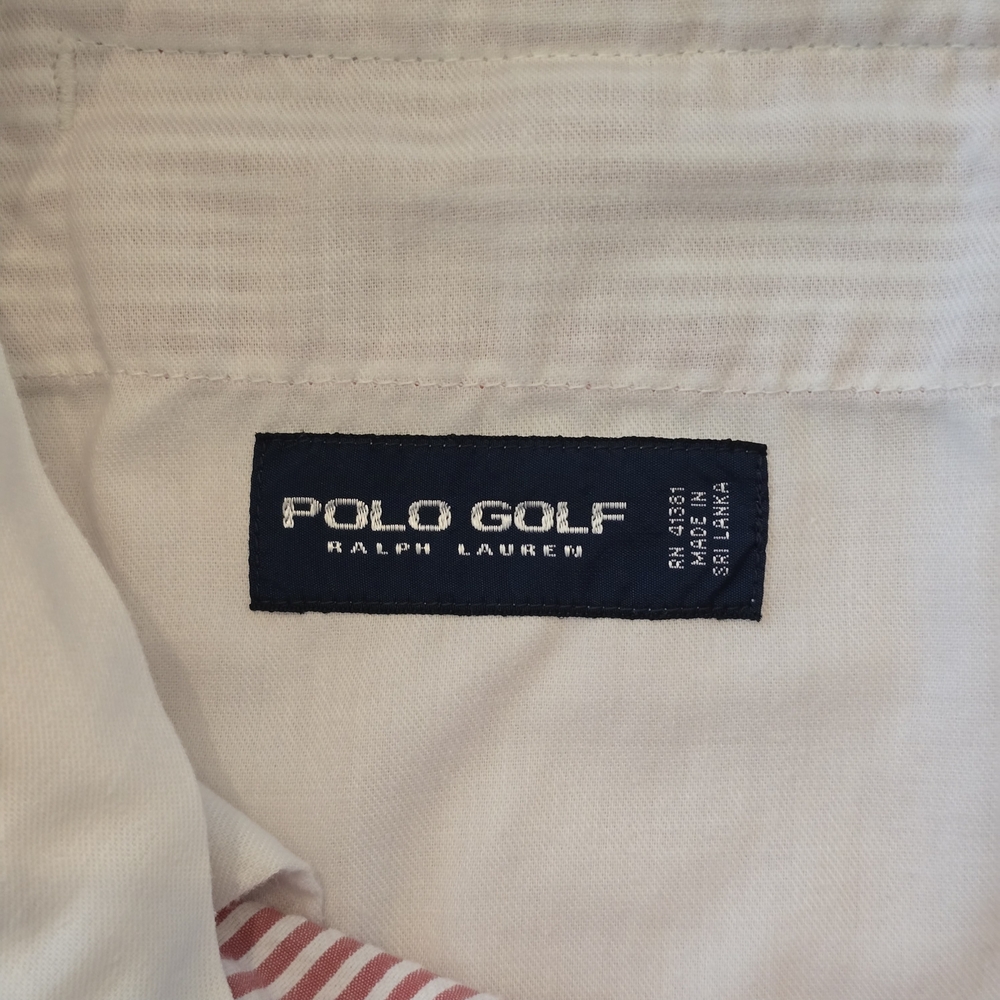 POLO GOLF
RALPH LAUREN
RN 41381
MADE IN
SRI LANKA